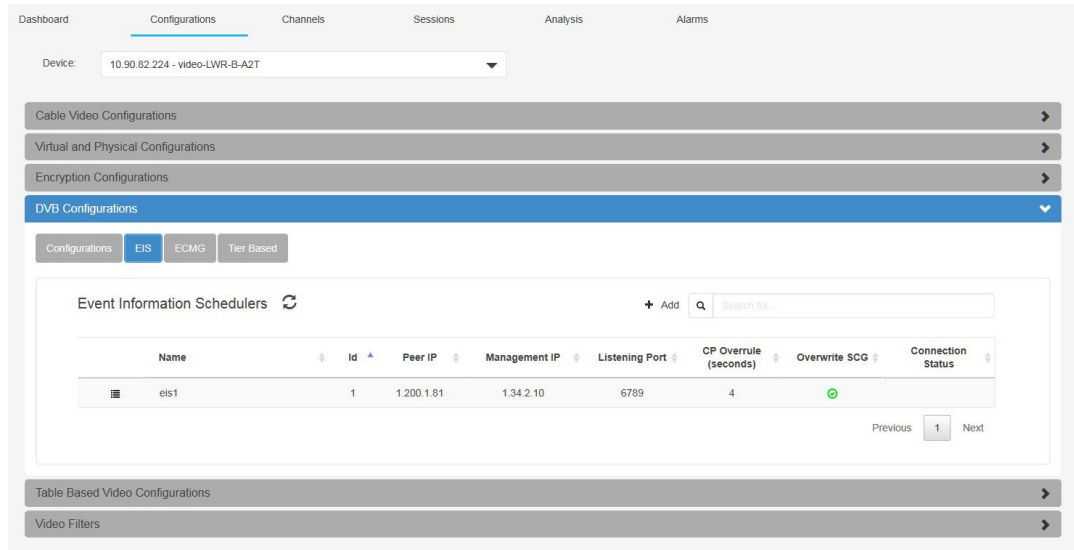 Dashboard Configurations Channels Sessions Analysis Alarms
Device: 10.90.82.224 - video-LWR-B-A2T
Cable Video Configurations
Virtual and Physical Configurations
Encryption Configurations
DVB Configurations
Configurations EIS ECMG Tier Based
Event Information Schedulers + Add Search for...
Name Id Peer IP Management IP Listening Port CP Overrule (seconds) Overwrite SCG Connection Status
eis1 1 1.200.1.81 1.34.2.10 6789 4
Previous 1 Next
Table Based Video Configurations
Video Filters